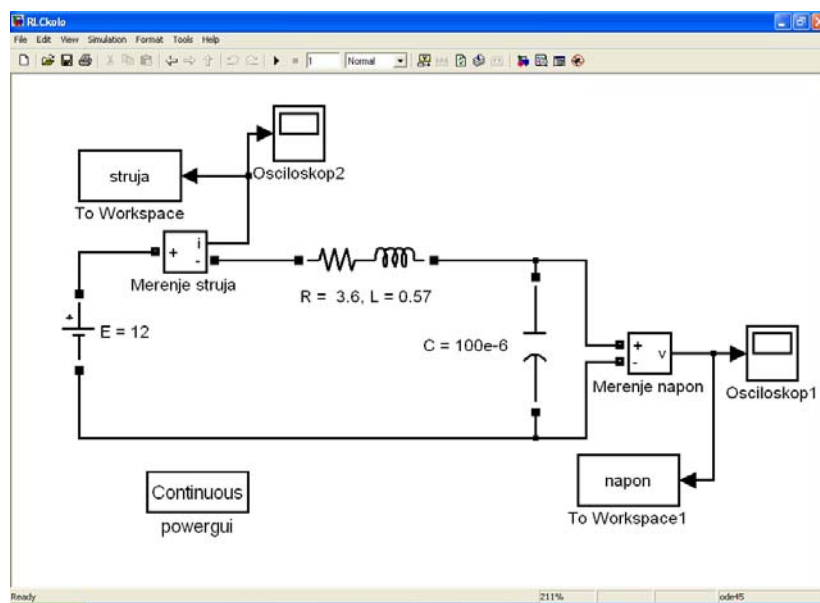 RLCkolo
File Edit View Simulation Format Tools Help
1 Normal
struja
To Workspace
Osciloskop2
+ i
-
Merenje struja
R = 3.6, L = 0.57
+
E = 12
C = 100e-6
+ v
-
Merenje napon
Osciloskop1
Continuous
powergui
napon
To Workspace1
Ready 211% ode45